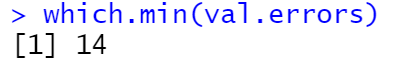 > which.min(val.errors)
[1] 14